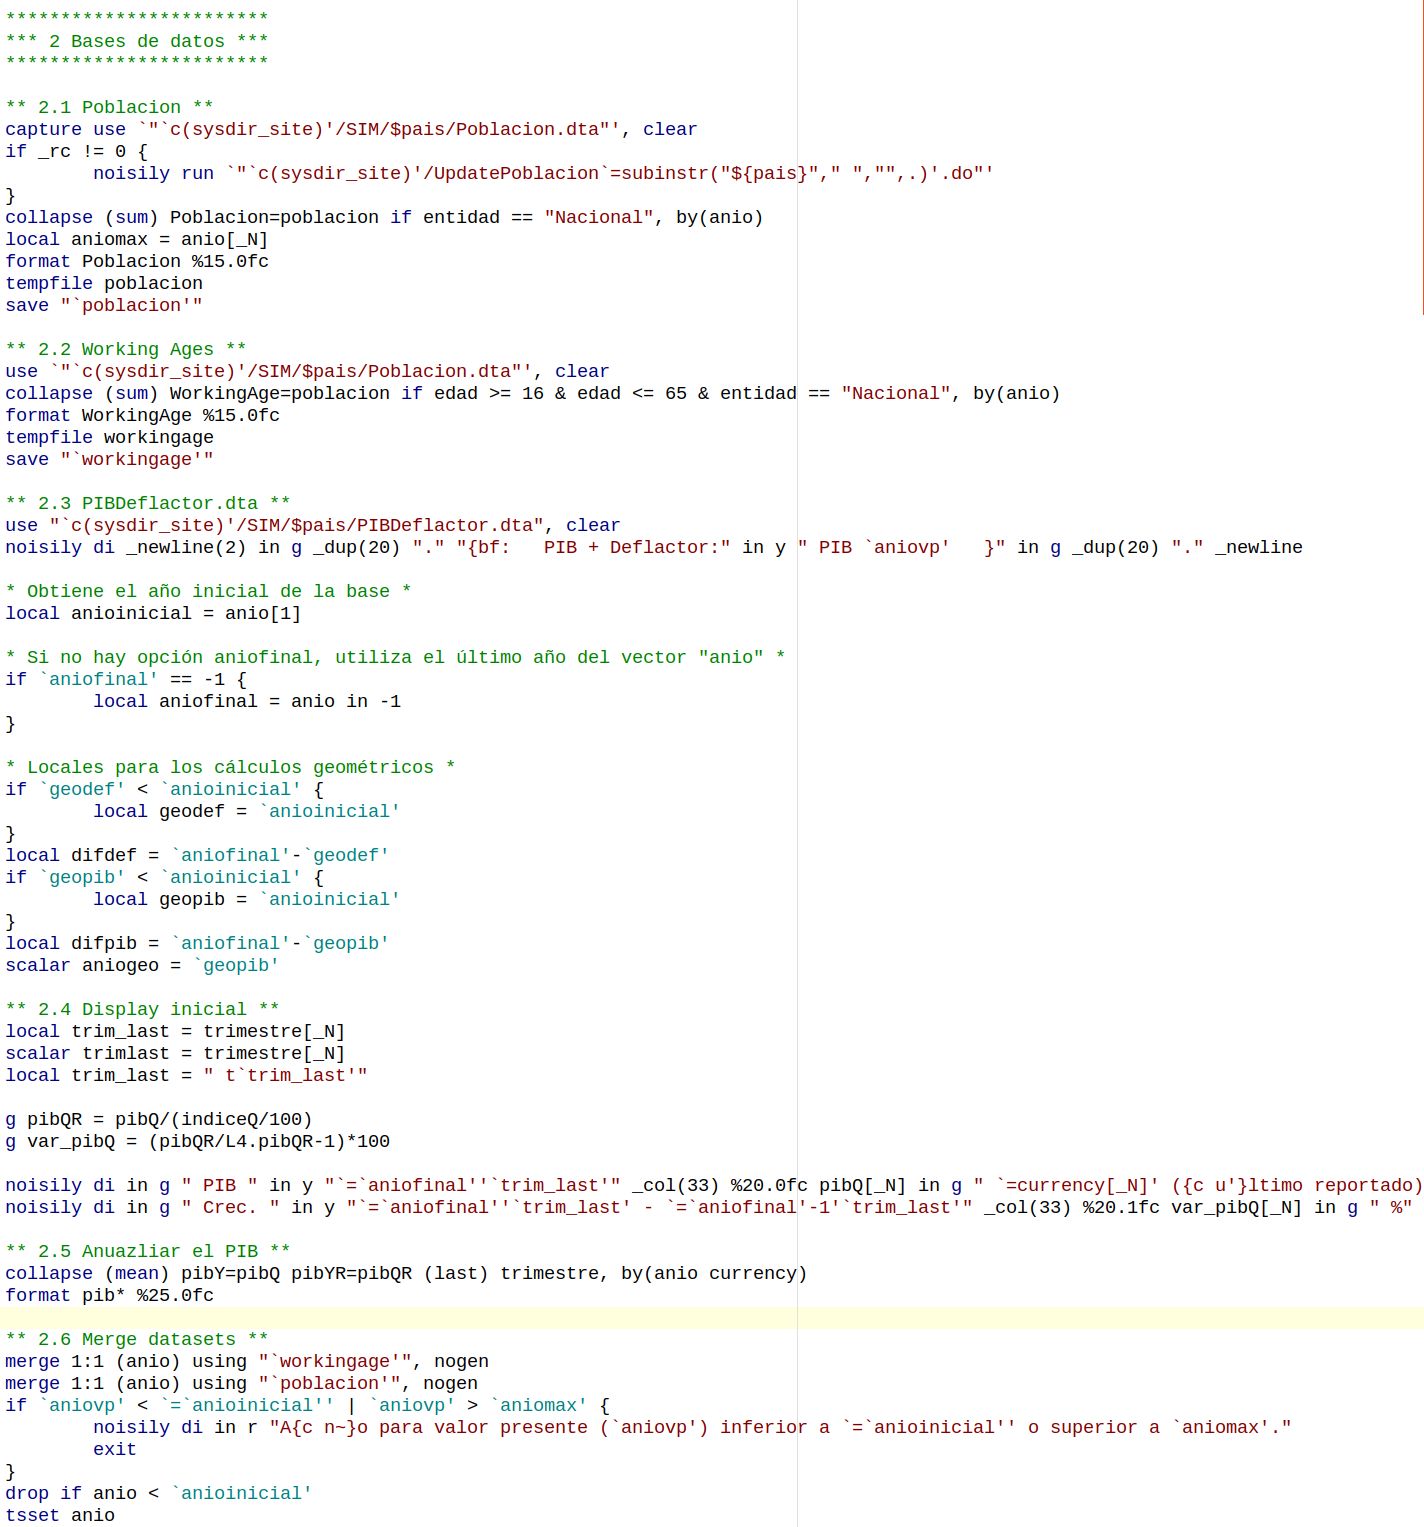 ************************
*** 2 Bases de datos ***
************************
** 2.1 Poblacion **
capture use `"`c(sysdir_site)'/SIM/$pais/Poblacion.dta"', clear
if _rc != 0 {
noisily run `"`c(sysdir_site)'/UpdatePoblacion`=subinstr("${pais}"," ","",.)'.do"'
}
collapse (sum) Poblacion=poblacion if entidad == "Nacional", by(anio)
local aniomax = anio[_N]
format Poblacion %15.0fc
tempfile poblacion
save "`poblacion'"
** 2.2 Working Ages **
use `"`c(sysdir_site)'/SIM/$pais/Poblacion.dta"', clear
collapse (sum) WorkingAge=poblacion if edad >= 16 & edad <= 65 & entidad == "Nacional", by(anio)
format WorkingAge %15.0fc
tempfile workingage
save "`workingage'"
** 2.3 PIBDeflactor.dta **
use "`c(sysdir_site)'/SIM/$pais/PIBDeflactor.dta", clear
noisily di _newline(2) in g _dup(20) "." "{bf:   PIB + Deflactor:" in y " PIB `aniovp'   }" in g _dup(20) "." _newline
* Obtiene el año inicial de la base *
local anioinicial = anio[1]
* Si no hay opción aniofinal, utiliza el último año del vector "anio" *
if `aniofinal' == -1 {
local aniofinal = anio in -1
}
* Locales para los cálculos geométricos *
if `geodef' < `anioinicial' {
local geodef = `anioinicial'
}
local difdef = `aniofinal'-`geodef'
if `geopib' < `anioinicial' {
local geopib = `anioinicial'
}
local difpib = `aniofinal'-`geopib'
scalar aniogeo = `geopib'
** 2.4 Display inicial **
local trim_last = trimestre[_N]
scalar trimlast = trimestre[_N]
local trim_last = " t`trim_last'"
g pibQR = pibQ/(indiceQ/100)
g var_pibQ = (pibQR/L4.pibQR-1)*100
noisily di in g " PIB " in y "`=`aniofinal''`trim_last'" _col(33) %20.0fc pibQ[_N] in g " `=currency[_N]' ({c u'}ltimo reportado)
noisily di in g " Crec. " in y "`=`aniofinal''`trim_last' - `=`aniofinal'-1'`trim_last'" _col(33) %20.1fc var_pibQ[_N] in g " %"
** 2.5 Anuazliar el PIB **
collapse (mean) pibY=pibQ pibYR=pibQR (last) trimestre, by(anio currency)
format pib* %25.0fc
** 2.6 Merge datasets **
merge 1:1 (anio) using "`workingage'", nogen
merge 1:1 (anio) using "`poblacion'", nogen
if `aniovp' < `=`anioinicial'' | `aniovp' > `aniomax' {
noisily di in r "A{c n~}o para valor presente (`aniovp') inferior a `=`anioinicial'' o superior a `aniomax'."
exit
}
drop if anio < `anioinicial'
tsset anio